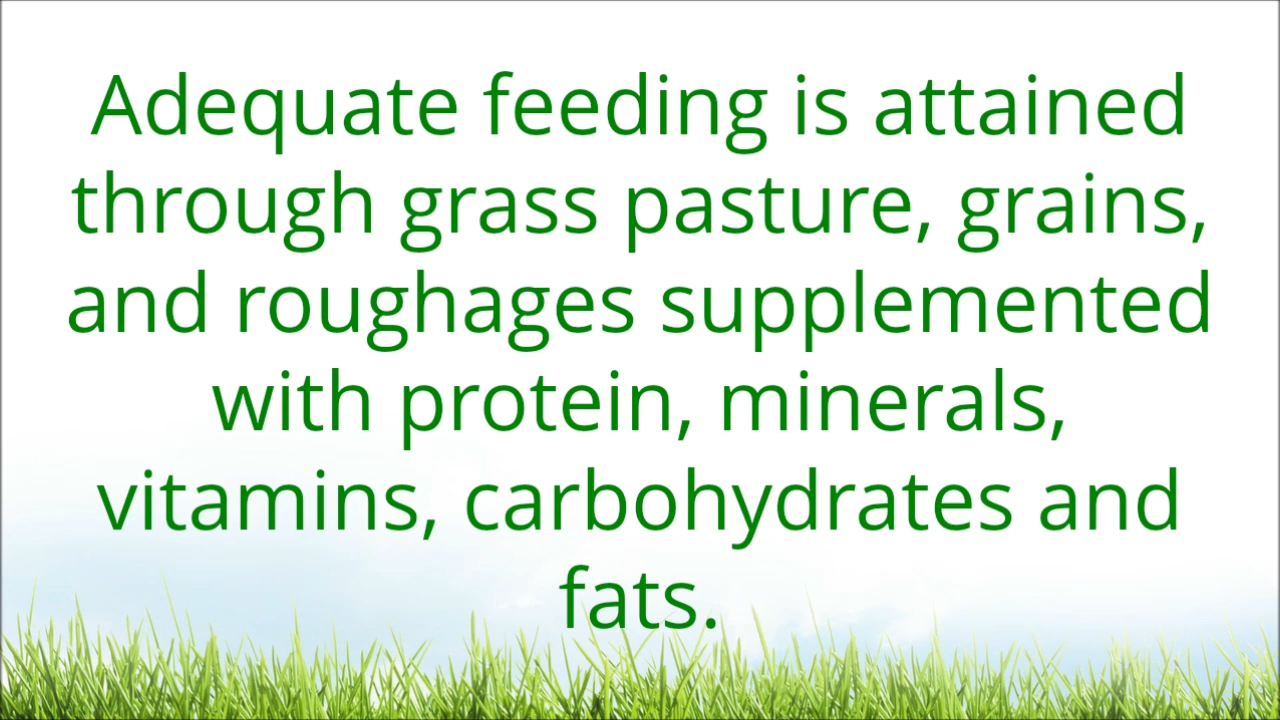 Adequate feeding is attained
through grass pasture, grains,
and roughages supplemented
with protein, minerals,
vitamins, carbohydrates and
fats.